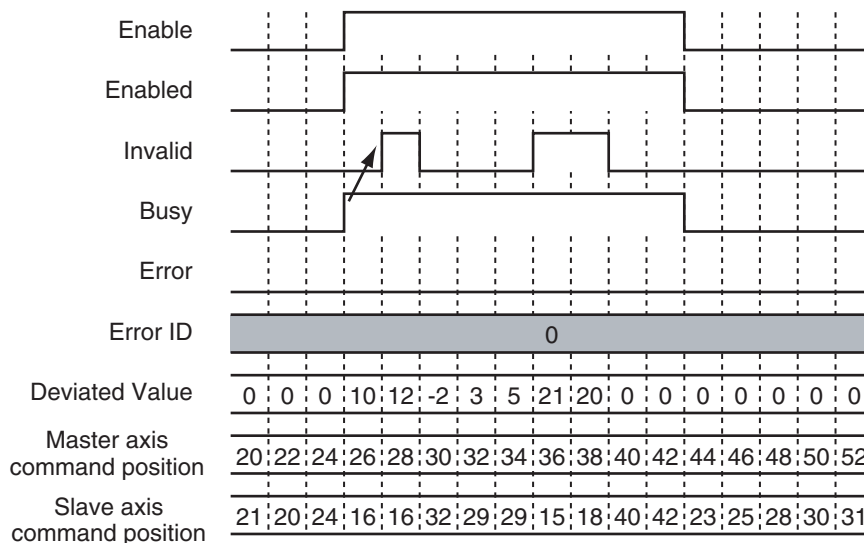 Enable
Enabled
Invalid
Busy
Error
Error ID
0
Deviated Value
0 0 0 10 12 -2 3 5 21 20 0 0 0 0 0 0 0
Master axis
command position
20 22 24 26 28 30 32 34 36 38 40 42 44 46 48 50 52
Slave axis
command position
21 20 24 16 16 32 29 29 15 18 40 42 23 25 28 30 31